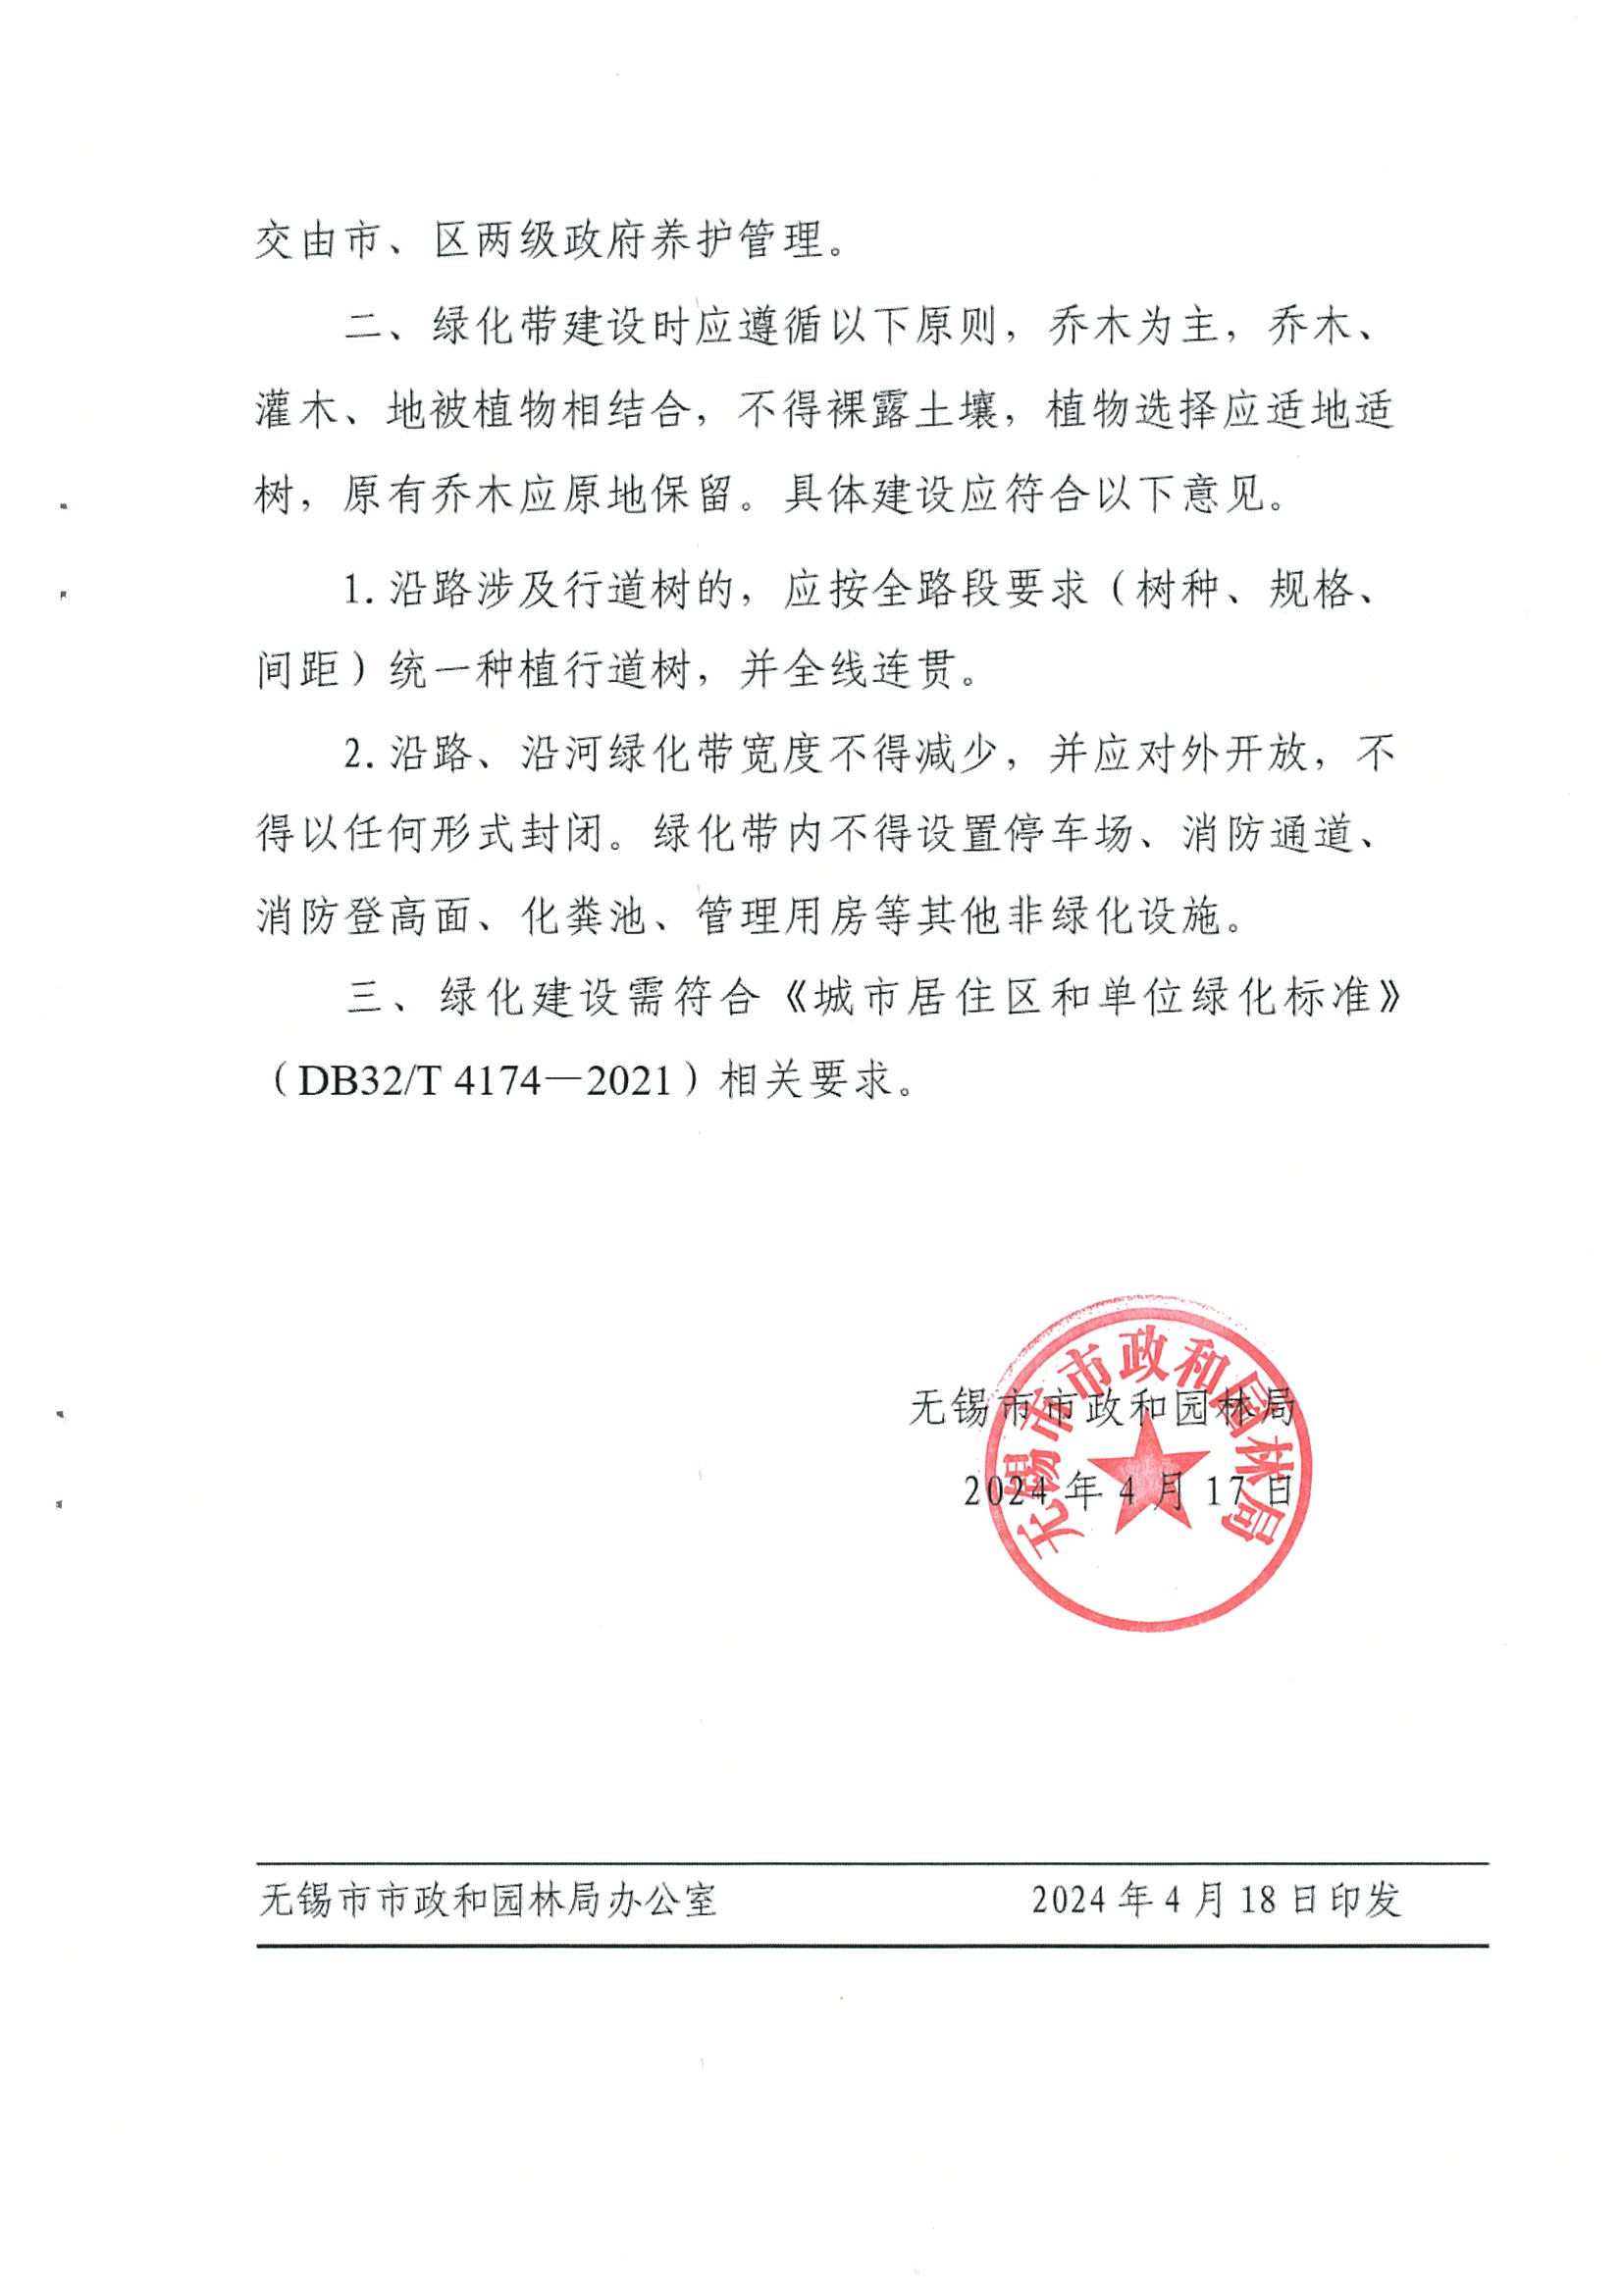 交由市、区两级政府养护管理。
二、绿化带建设时应遵循以下原则，乔木为主，乔木、
灌木、地被植物相结合，不得裸露土壤，植物选择应适地适
树，原有乔木应原地保留。具体建设应符合以下意见。
1.沿路涉及行道树的，应按全路段要求（树种、规格、
间距）统一种植行道树，并全线连贯。
2.沿路、沿河绿化带宽度不得减少，并应对外开放，不
得以任何形式封闭。绿化带内不得设置停车场、消防通道、
消防登高面、化粪池、管理用房等其他非绿化设施。
三、绿化建设需符合《城市居住区和单位绿化标准》
（DB32/T 4174—2021）相关要求。
无锡市市政和园林局
无锡市市政和园林局
2024年4月17日
无锡市市政和园林局办公室 2024年4月18日印发